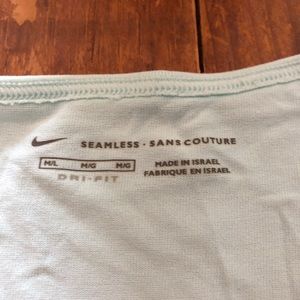 SEAMLESS · SANS COUTURE
M/L M/G M/G
DRI-FIT
MADE IN ISRAEL
FABRIQUE EN ISRAEL